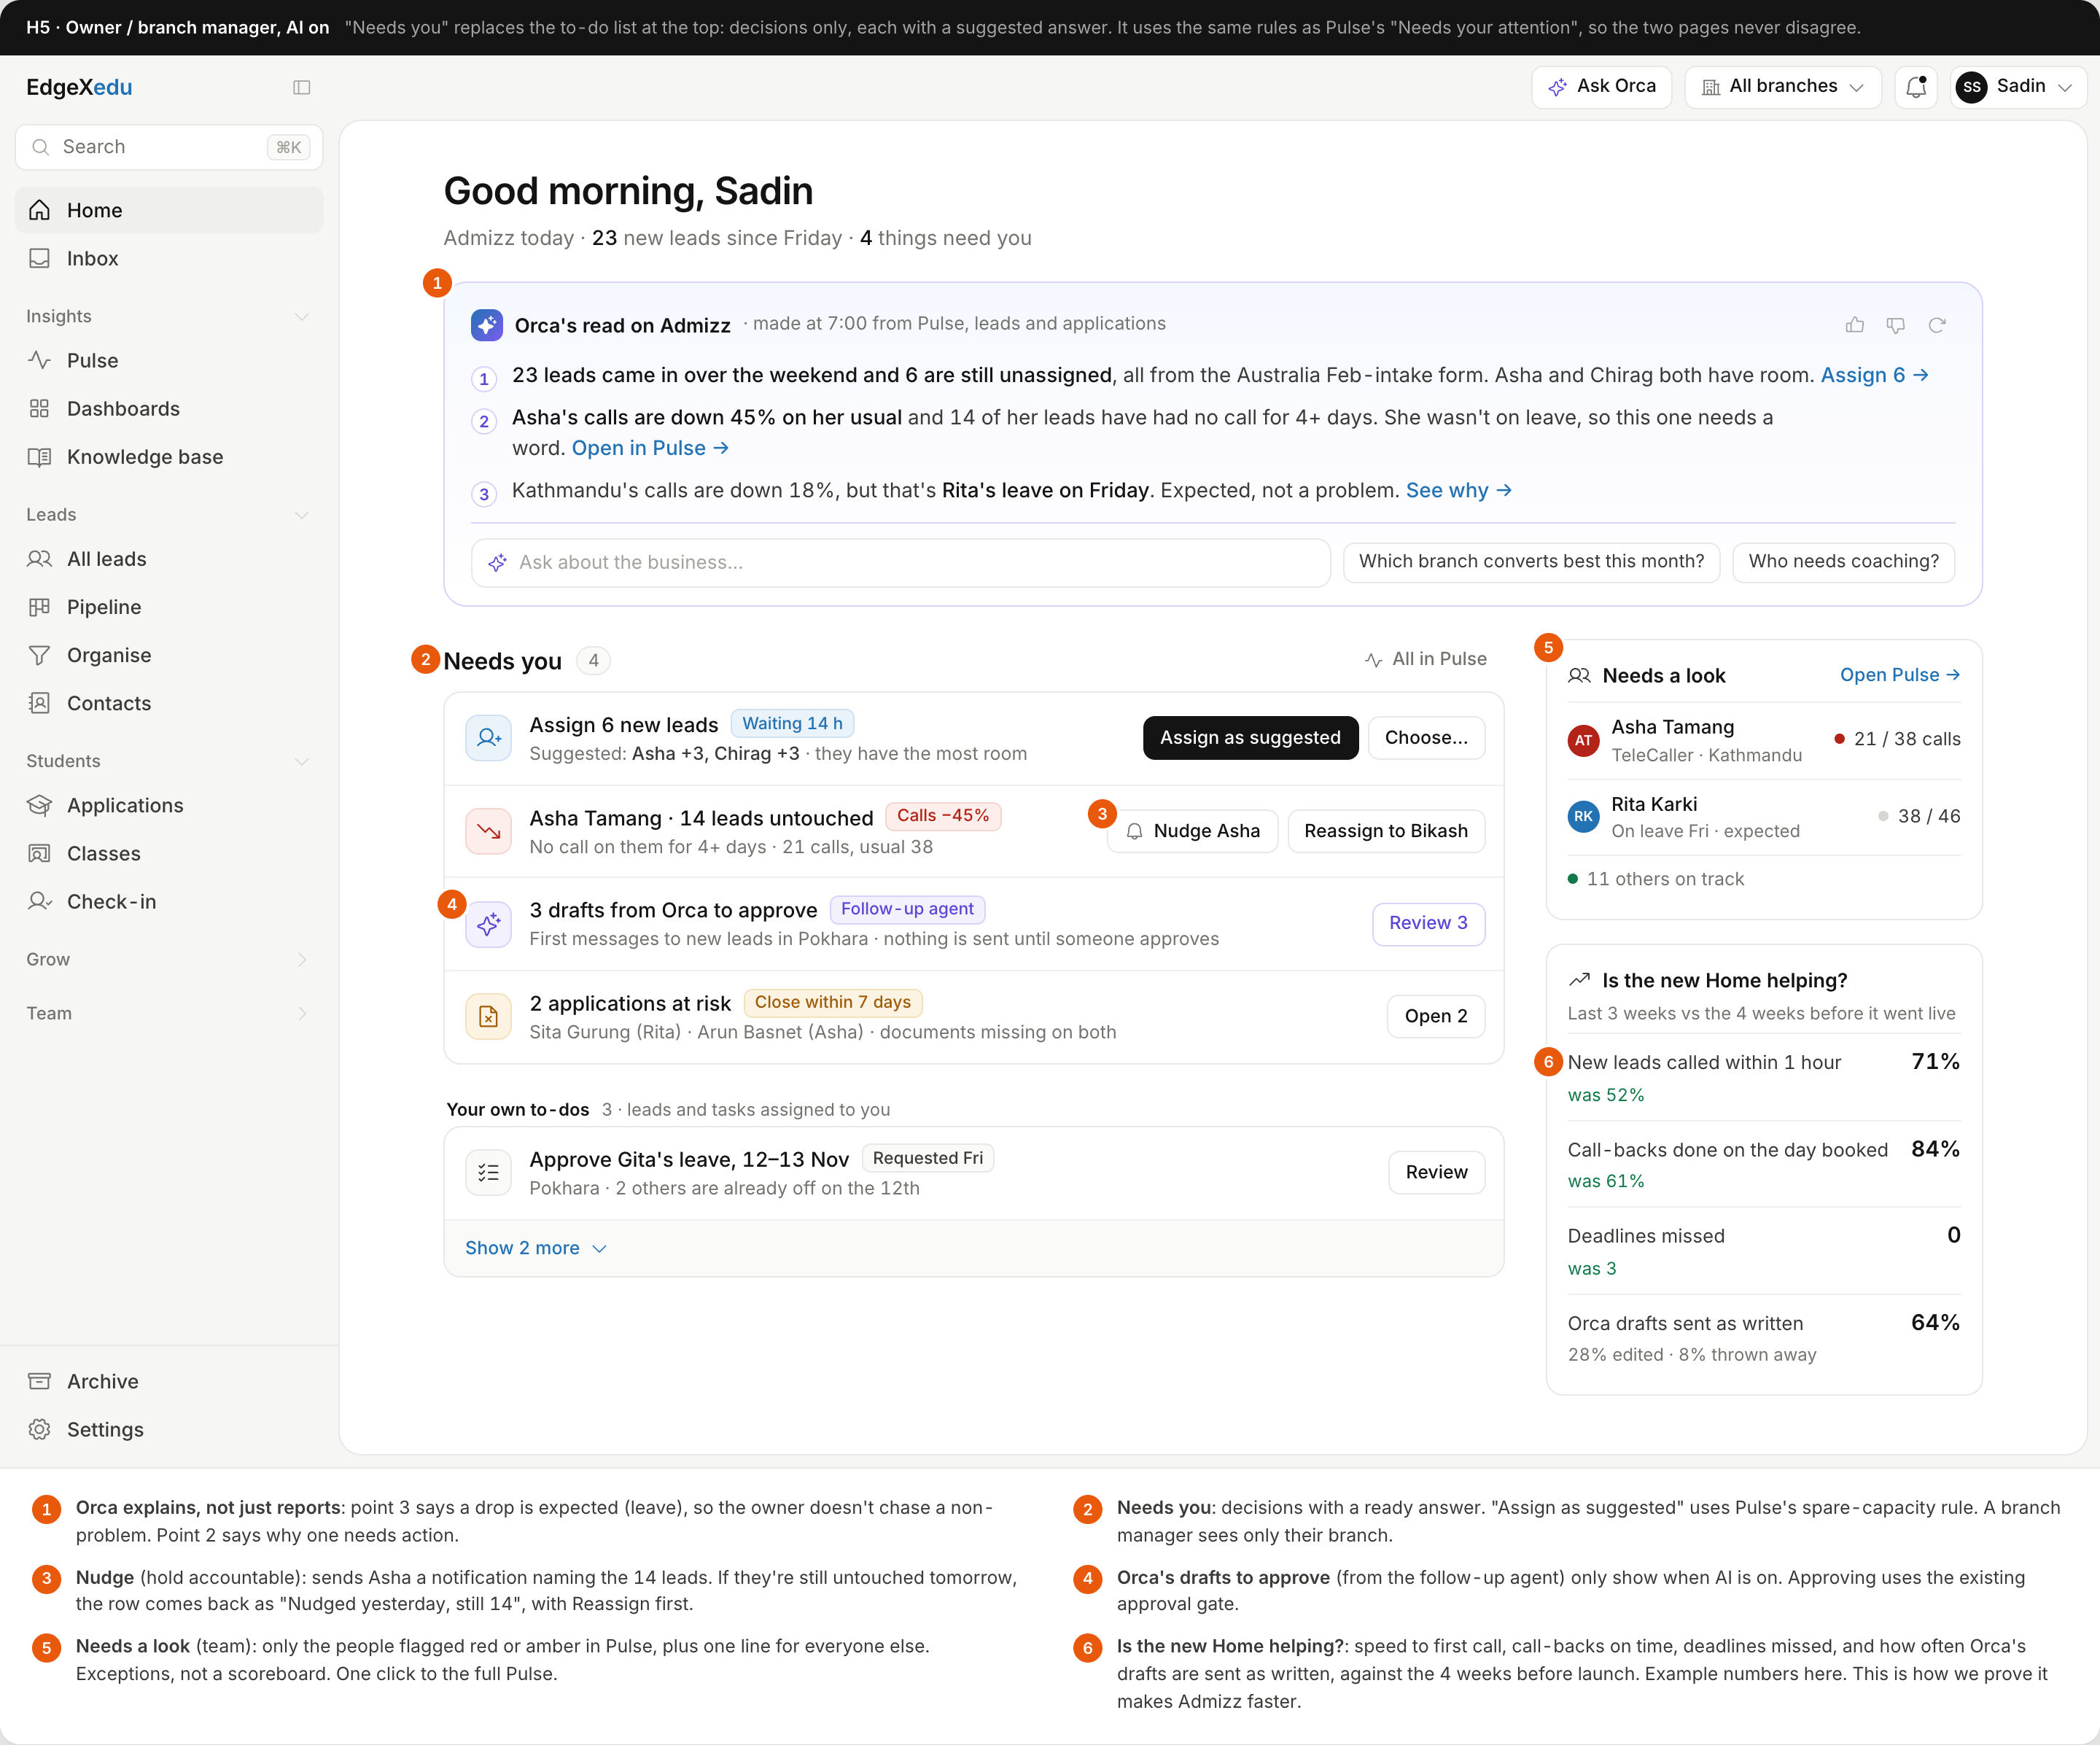 H5 · Owner / branch manager, AI on "Needs you" replaces the to-do list at the top: decisions only, each with a suggested answer. It uses the same rules as Pulse's "Needs your attention", so the two pages never disagree.
EdgeXedu
Ask Orca
All branches
SS Sadin
Search ⌘K
Home
Inbox
Insights
Pulse
Dashboards
Knowledge base
Leads
All leads
Pipeline
Organise
Contacts
Students
Applications
Classes
Check-in
Grow
Team
Archive
Settings
Good morning, Sadin
Admizz today · 23 new leads since Friday · 4 things need you
1
Orca's read on Admizz · made at 7:00 from Pulse, leads and applications
1 23 leads came in over the weekend and 6 are still unassigned, all from the Australia Feb-intake form. Asha and Chirag both have room. Assign 6 →
2 Asha's calls are down 45% on her usual and 14 of her leads have had no call for 4+ days. She wasn't on leave, so this one needs a
word. Open in Pulse →
3 Kathmandu's calls are down 18%, but that's Rita's leave on Friday. Expected, not a problem. See why →
Ask about the business...
Which branch converts best this month?
Who needs coaching?
2 Needs you 4
All in Pulse
Assign 6 new leads Waiting 14 h
Suggested: Asha +3, Chirag +3 · they have the most room
Assign as suggested
Choose...
Asha Tamang · 14 leads untouched Calls −45%
No call on them for 4+ days · 21 calls, usual 38
3
Nudge Asha
Reassign to Bikash
4
3 drafts from Orca to approve Follow-up agent
First messages to new leads in Pokhara · nothing is sent until someone approves
Review 3
2 applications at risk Close within 7 days
Sita Gurung (Rita) · Arun Basnet (Asha) · documents missing on both
Open 2
Your own to-dos 3 · leads and tasks assigned to you
Approve Gita's leave, 12–13 Nov Requested Fri
Pokhara · 2 others are already off on the 12th
Review
Show 2 more
5
Needs a look
Open Pulse →
AT Asha Tamang
TeleCaller · Kathmandu
21 / 38 calls
RK Rita Karki
On leave Fri · expected
38 / 46
11 others on track
Is the new Home helping?
Last 3 weeks vs the 4 weeks before it went live
6 New leads called within 1 hour 71%
was 52%
Call-backs done on the day booked 84%
was 61%
Deadlines missed 0
was 3
Orca drafts sent as written 64%
28% edited · 8% thrown away
1 Orca explains, not just reports: point 3 says a drop is expected (leave), so the owner doesn't chase a non-
problem. Point 2 says why one needs action.
2 Needs you: decisions with a ready answer. "Assign as suggested" uses Pulse's spare-capacity rule. A branch
manager sees only their branch.
3 Nudge (hold accountable): sends Asha a notification naming the 14 leads. If they're still untouched tomorrow,
the row comes back as "Nudged yesterday, still 14", with Reassign first.
4 Orca's drafts to approve (from the follow-up agent) only show when AI is on. Approving uses the existing
approval gate.
5 Needs a look (team): only the people flagged red or amber in Pulse, plus one line for everyone else.
Exceptions, not a scoreboard. One click to the full Pulse.
6 Is the new Home helping?: speed to first call, call-backs on time, deadlines missed, and how often Orca's
drafts are sent as written, against the 4 weeks before launch. Example numbers here. This is how we prove it
makes Admizz faster.